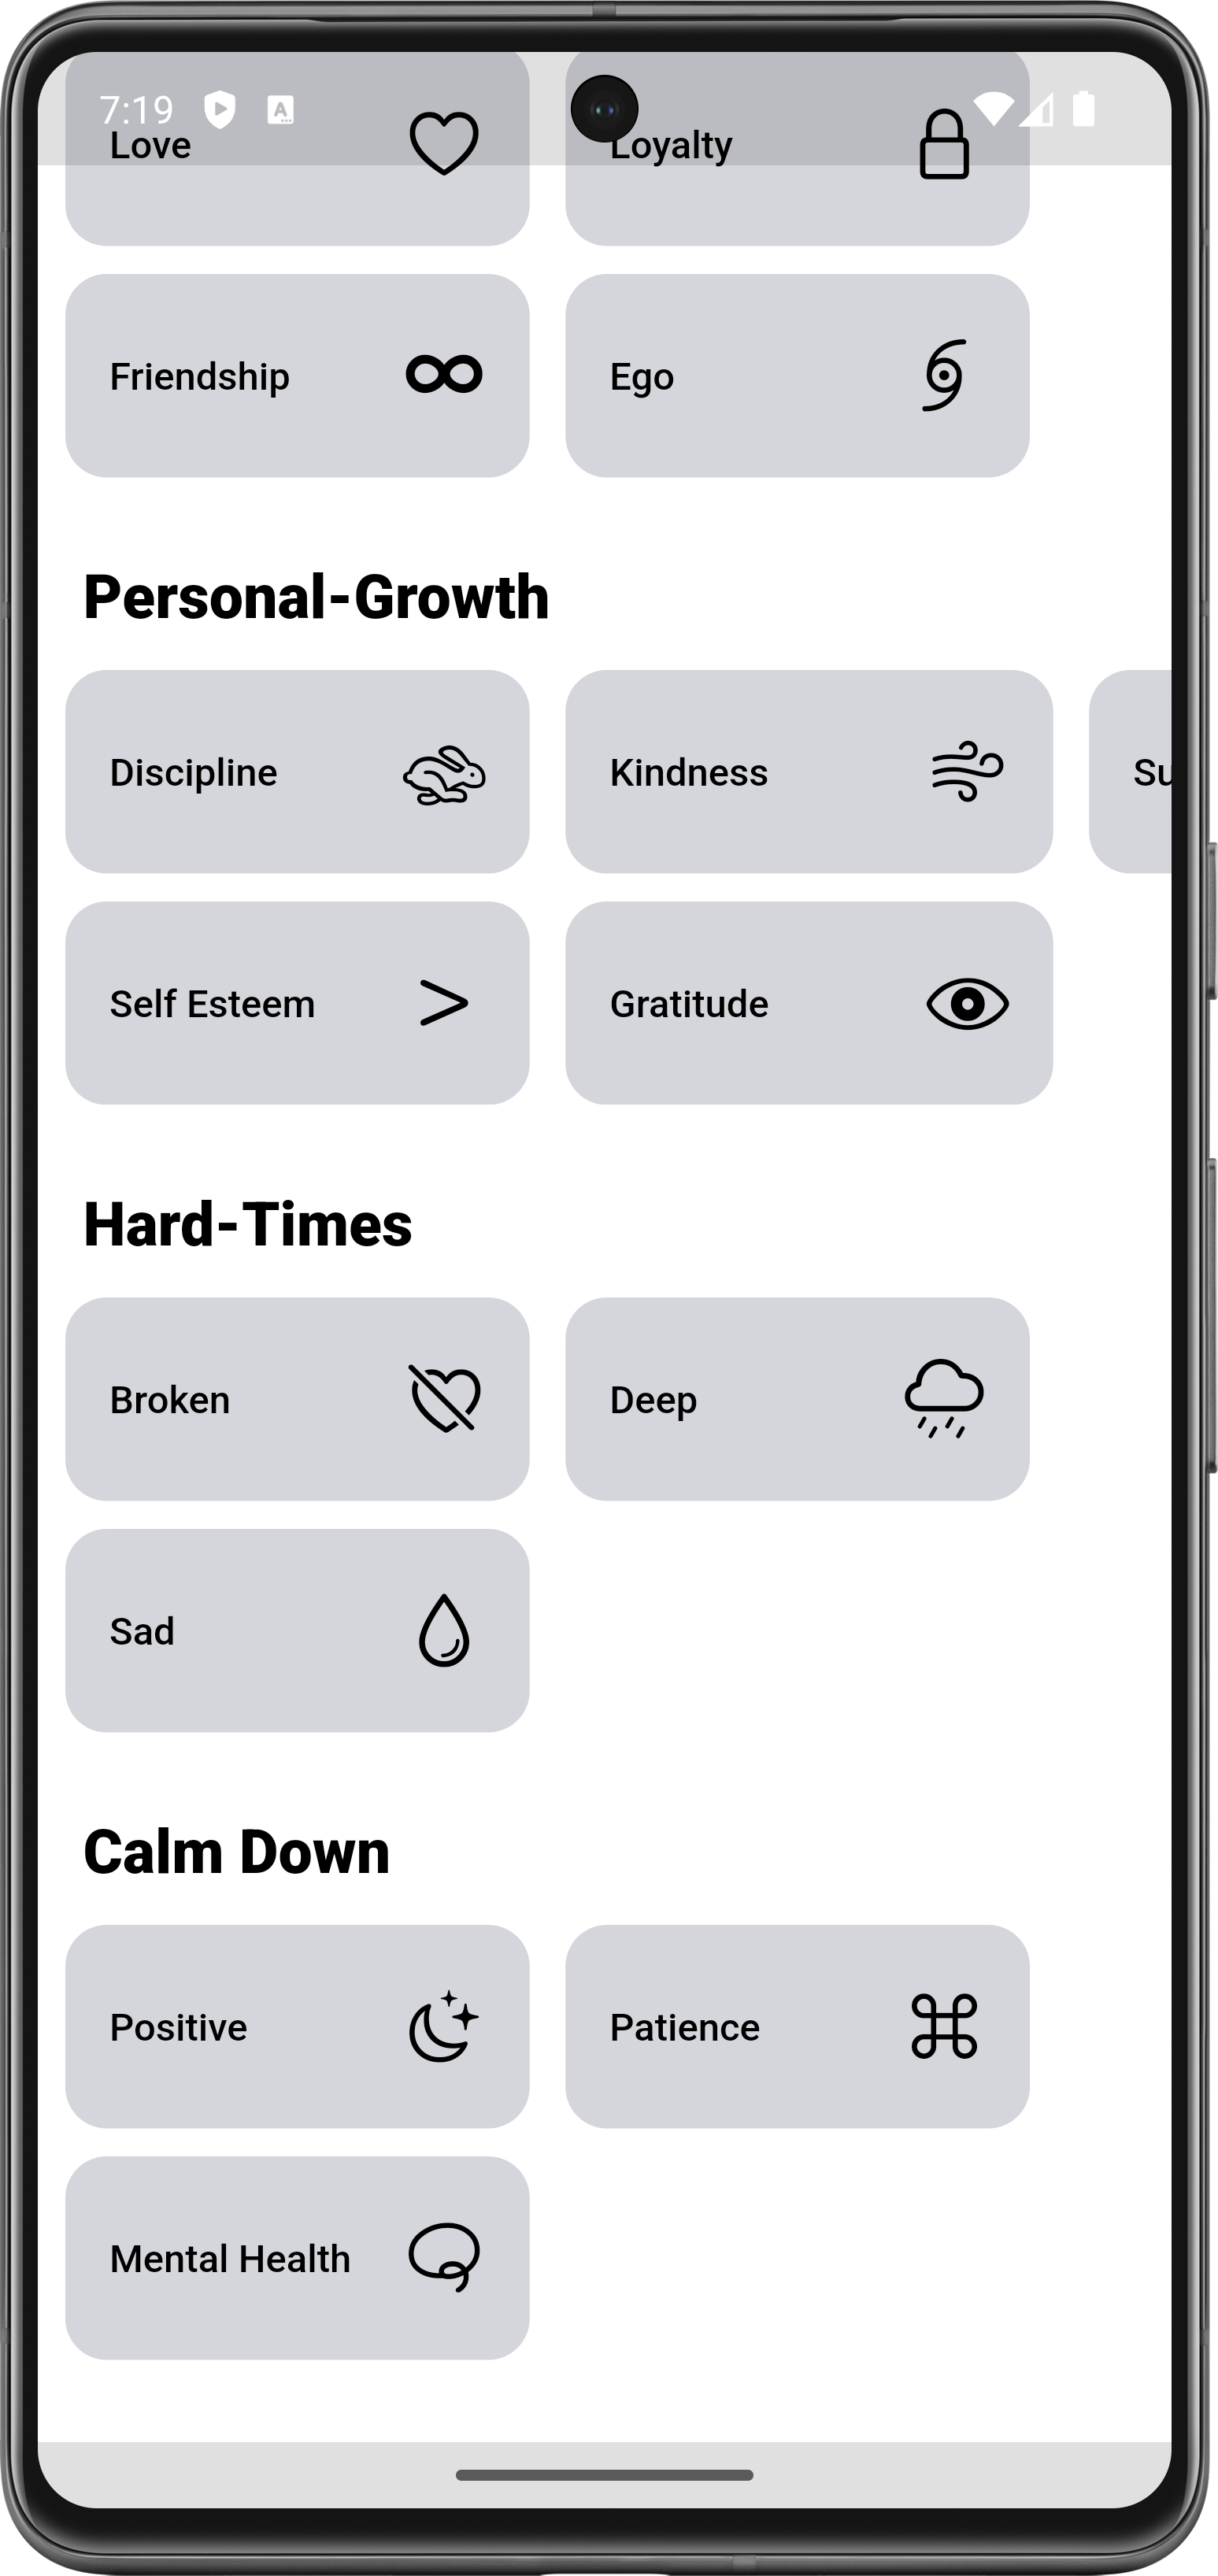 7:19
Love
Loyalty
Friendship
Ego
Personal-Growth
Discipline
Kindness
Su
Self Esteem
Gratitude
Hard-Times
Broken
Deep
Sad
Calm Down
Positive
Patience
Mental Health